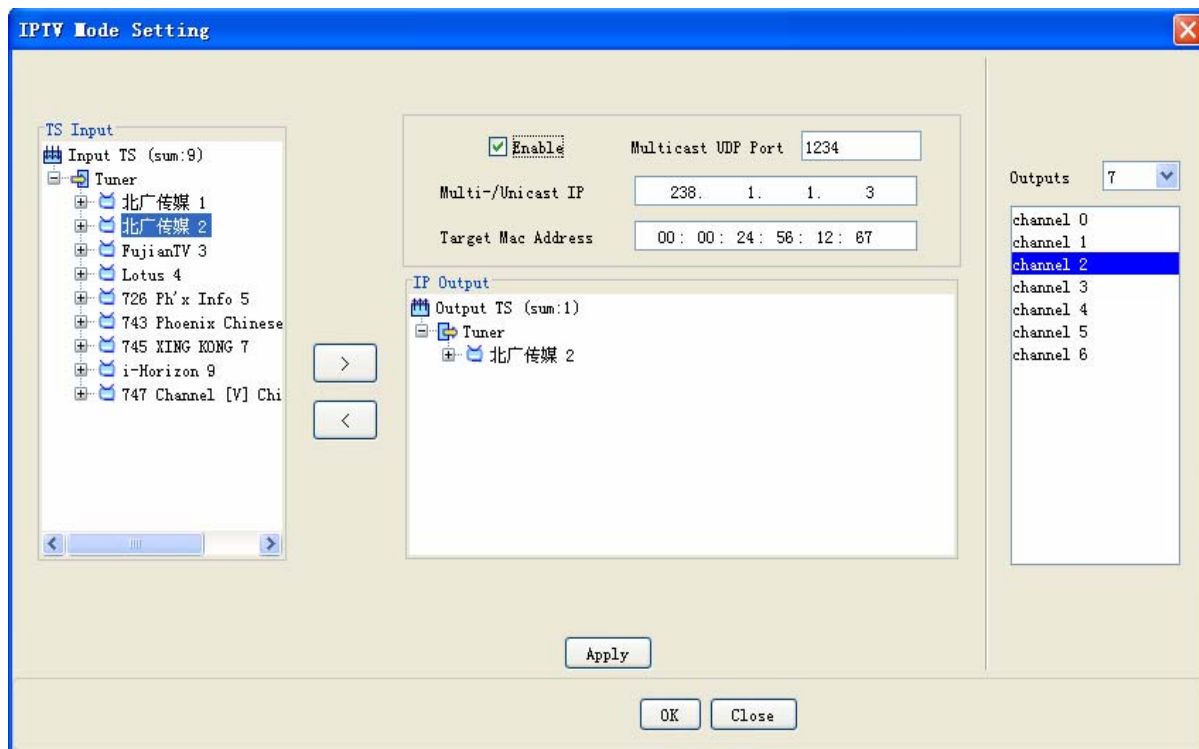 IPTV Mode Setting
TS Input
Input TS (sum:9)
Tuner
北广传媒 1
北广传媒 2
FujianTV 3
Lotus 4
726 Ph'x Info 5
743 Phoenix Chinese
745 XING KONG 7
i-Horizon 9
747 Channel [V] Chi
>
<
Enable
Multicast UDP Port 1234
Multi-/Unicast IP 238. 1. 1. 3
Target Mac Address 00: 00: 24: 56: 12: 67
IP Output
Output TS (sum:1)
Tuner
北广传媒 2
Outputs 7
channel 0
channel 1
channel 2
channel 3
channel 4
channel 5
channel 6
Apply
OK Close